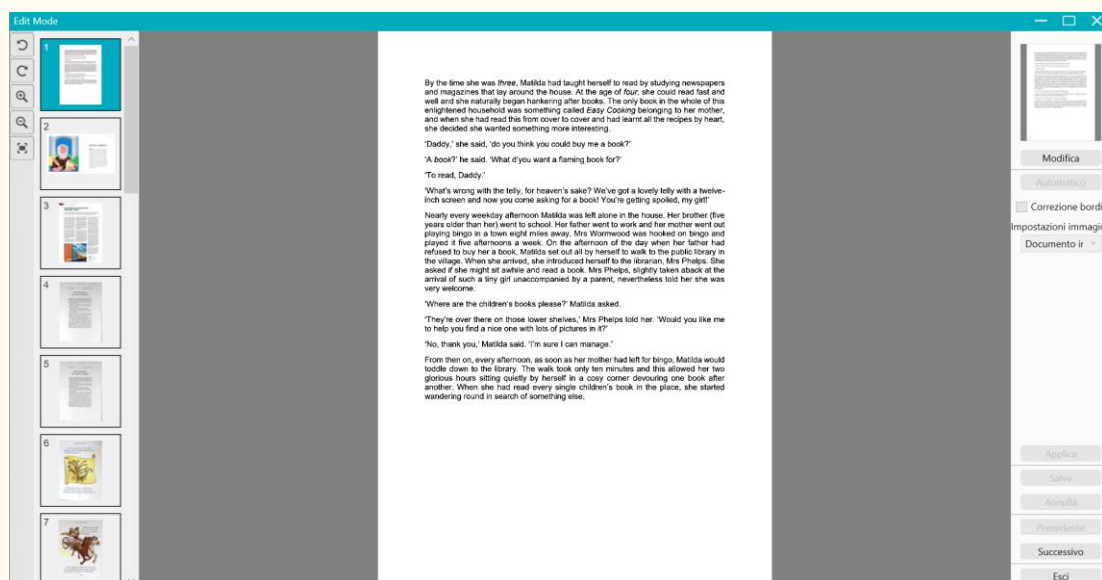 Edit Mode
1
2
3
4
5
6
7
By the time she was three, Matilda had taught herself to read by studying newspapers
and magazines that lay around the house. At the age of four, she could read fast and
well and she naturally began hankering after books. The only book in the whole of this
enlightened household was something called Easy Cooking belonging to her mother,
and when she had read this from cover to cover and had learnt all the recipes by heart,
she decided she wanted something more interesting.
'Daddy,' she said, 'do you think you could buy me a book?'
'A book?' he said. 'What d'you want a flaming book for?'
'To read, Daddy.'
'What's wrong with the telly, for heaven's sake? We've got a lovely telly with a twelve-
inch screen and now you come asking for a book! You're getting spoiled, my girl!'
Nearly every weekday afternoon Matilda was left alone in the house. Her brother (five
years older than her) went to school. Her father went to work and her mother went out
playing bingo in a town eight miles away. Mrs Wormwood was hooked on bingo and
played it five afternoons a week. On the afternoon of the day when her father had
refused to buy her a book, Matilda set out all by herself to walk to the public library in
the village. When she arrived, she introduced herself to the librarian, Mrs Phelps. She
asked if she might sit awhile and read a book. Mrs Phelps, slightly taken aback at the
arrival of such a tiny girl unaccompanied by a parent, nevertheless told her she was
very welcome.
'Where are the children's books please?' Matilda asked.
'They're over there on those lower shelves,' Mrs Phelps told her. 'Would you like me
to help you find a nice one with lots of pictures in it?'
'No, thank you,' Matilda said. 'I'm sure I can manage.'
From then on, every afternoon, as soon as her mother had left for bingo, Matilda would
toddle down to the library. The walk took only ten minutes and this allowed her two
glorious hours sitting quietly by herself in a cosy corner devouring one book after
another. When she had read every single children's book in the place, she started
wandering round in search of something else.
Modifica
Automatico
Correzione bordi
Impostazioni immagin
Documento ir
Applica
Salva
Annulla
Precedente
Successivo
Esci